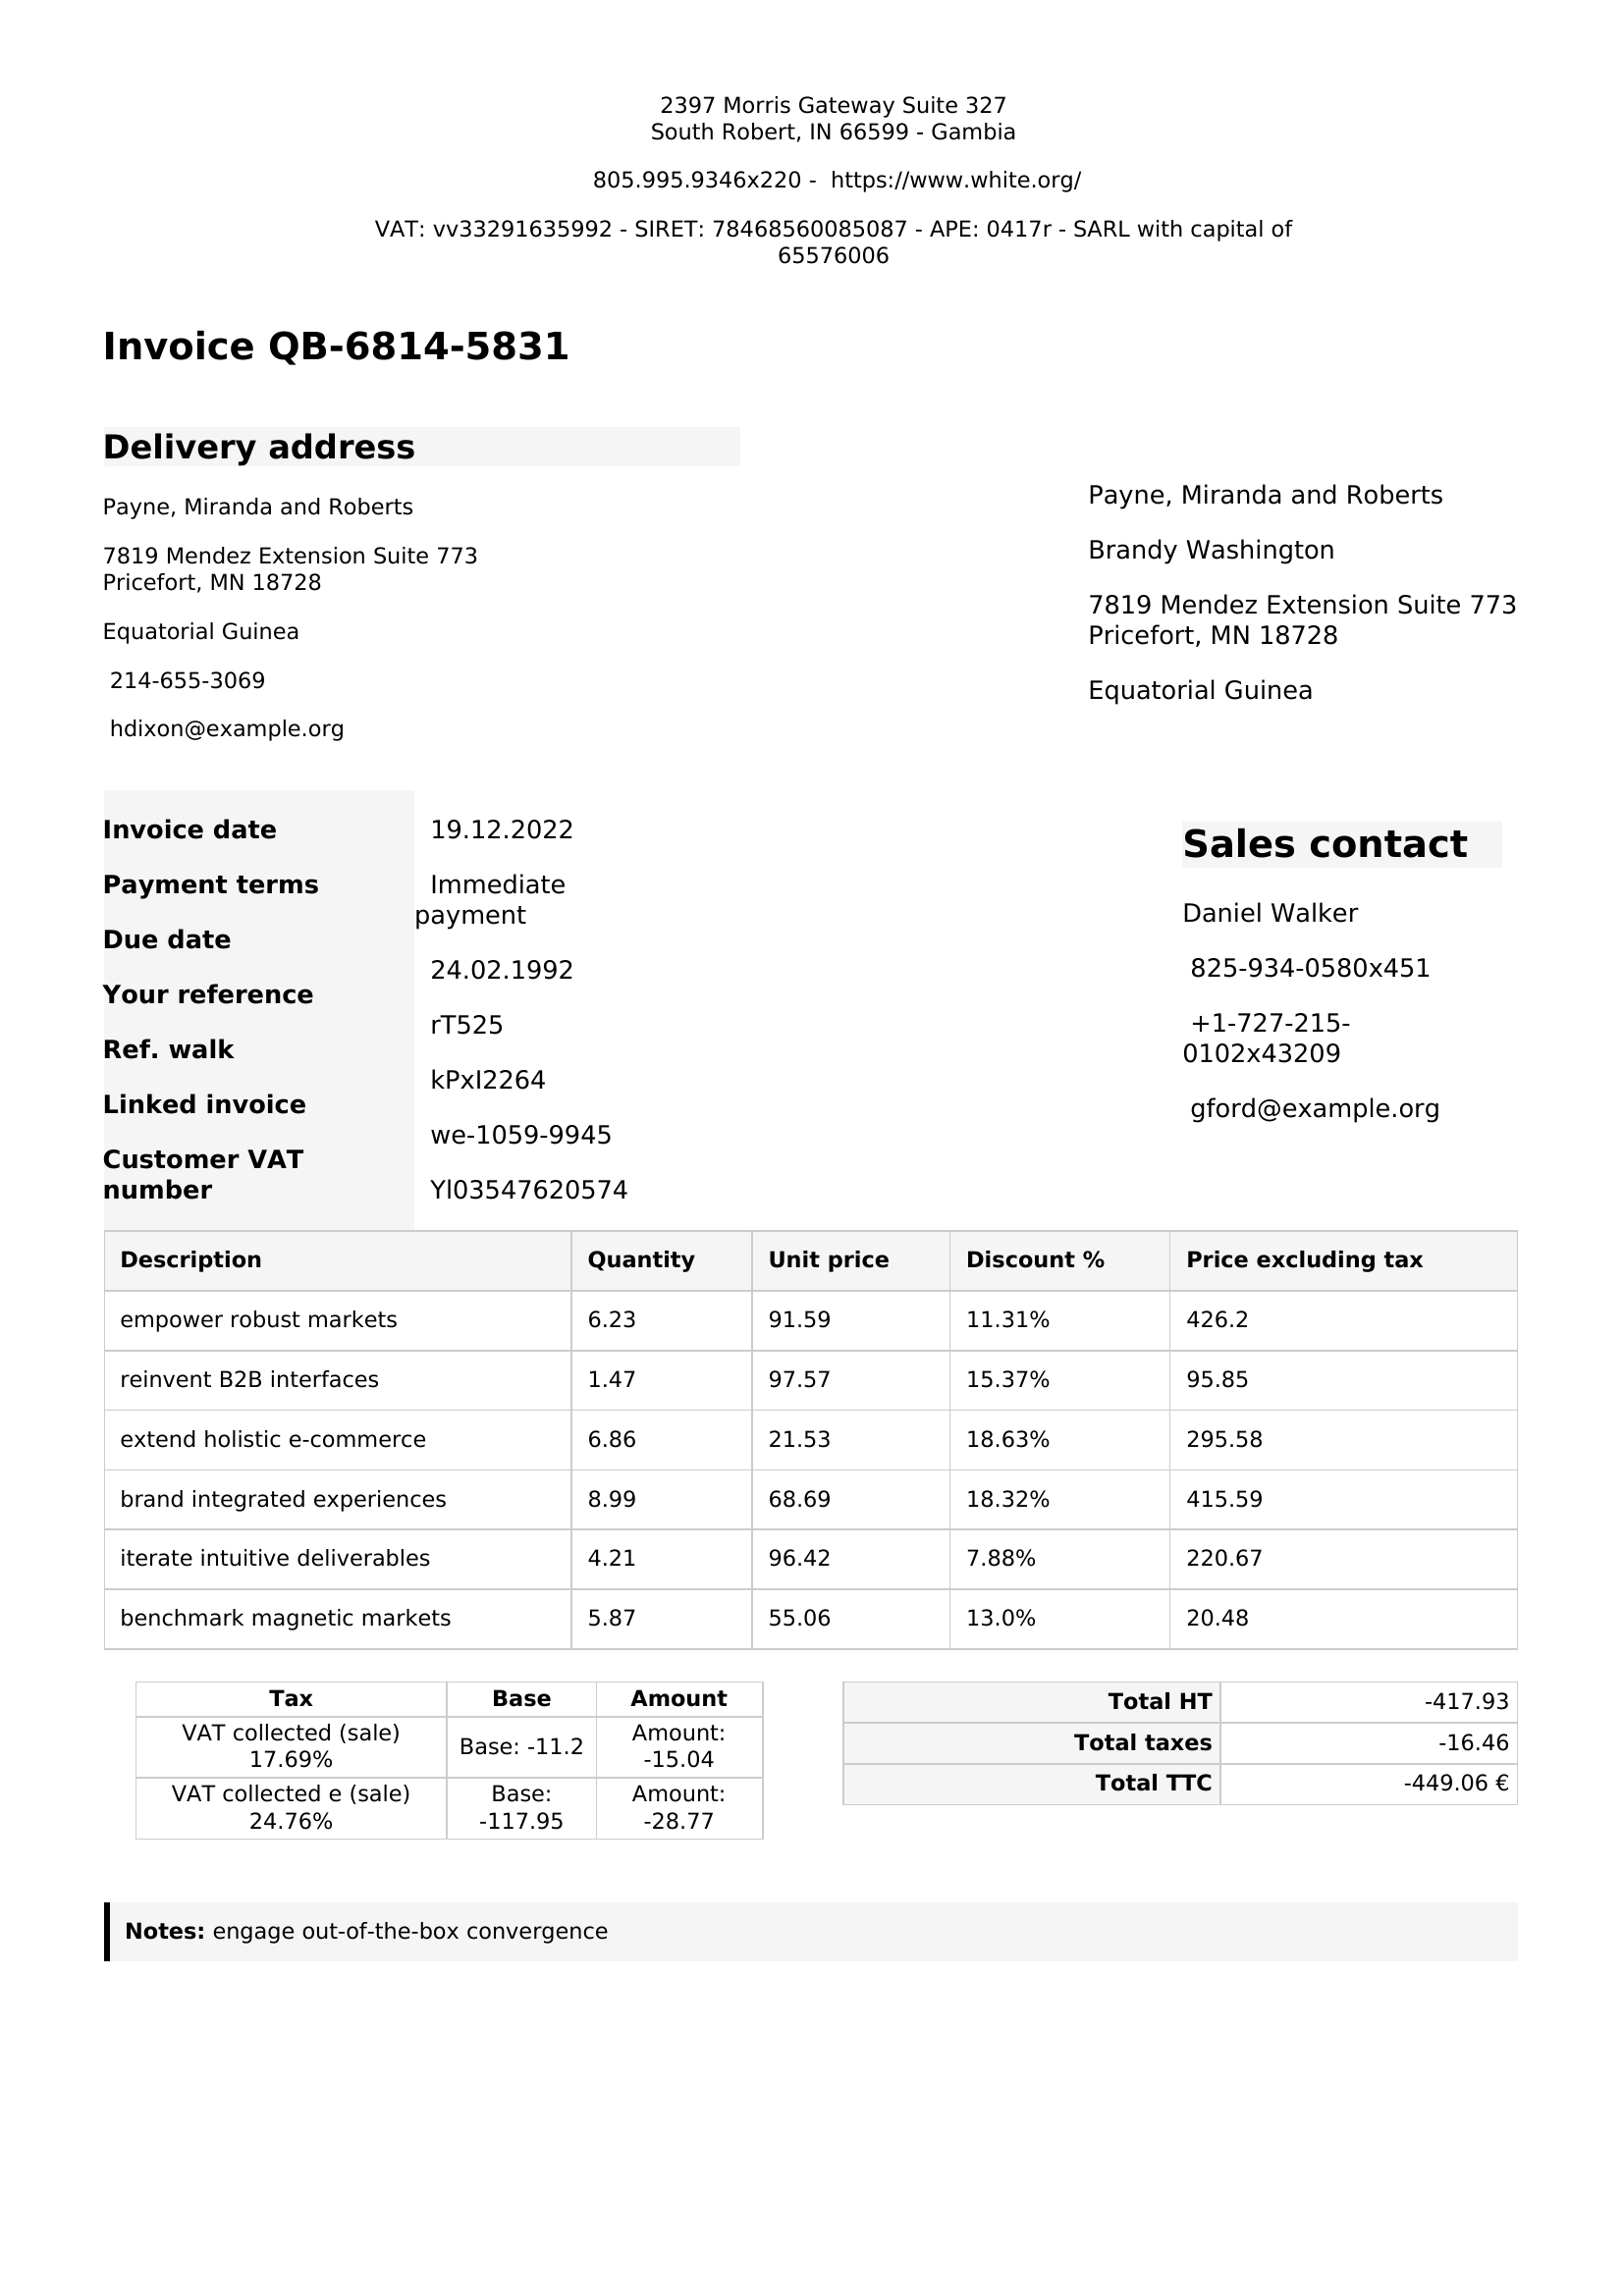 2397 Morris Gateway Suite 327
South Robert, IN 66599 - Gambia
805.995.9346x220 - https://www.white.org/
VAT: vv33291635992 - SIRET: 78468560085087 - APE: 0417r - SARL with capital of
65576006
Invoice QB-6814-5831
Delivery address
Payne, Miranda and Roberts
7819 Mendez Extension Suite 773
Pricefort, MN 18728
Equatorial Guinea
214-655-3069
hdixon@example.org
Payne, Miranda and Roberts
Brandy Washington
7819 Mendez Extension Suite 773
Pricefort, MN 18728
Equatorial Guinea
Invoice date
Payment terms
Due date
Your reference
Ref. walk
Linked invoice
Customer VAT
number
19.12.2022
Immediate
payment
24.02.1992
rT525
kPxI2264
we-1059-9945
Yl03547620574
Sales contact
Daniel Walker
825-934-0580x451
+1-727-215-
0102x43209
gford@example.org
Description Quantity Unit price Discount % Price excluding tax
empower robust markets 6.23 91.59 11.31% 426.2
reinvent B2B interfaces 1.47 97.57 15.37% 95.85
extend holistic e-commerce 6.86 21.53 18.63% 295.58
brand integrated experiences 8.99 68.69 18.32% 415.59
iterate intuitive deliverables 4.21 96.42 7.88% 220.67
benchmark magnetic markets 5.87 55.06 13.0% 20.48
Tax Base Amount
VAT collected (sale)
17.69%
Base: -11.2
Amount:
-15.04
VAT collected e (sale)
24.76%
Base:
-117.95
Amount:
-28.77
Total HT -417.93
Total taxes -16.46
Total TTC -449.06 €
Notes: engage out-of-the-box convergence